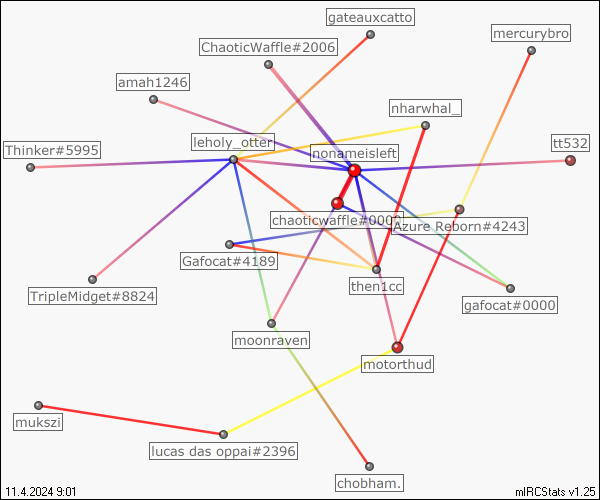 gateauxcatto
mercurybro
ChaoticWaffle#2006
amah1246
nharwhal_
leholy_otter
tt532
Thinker#5995
nonameisleft
chaoticwaffle#0000
Azure Reborn#4243
Gafocat#4189
then1cc
TripleMidget#8824
gafocat#0000
moonraven
motorthud
mukszi
lucas das oppai#2396
chobham.
11.4.2024 9:01
mIRCStats v1.25